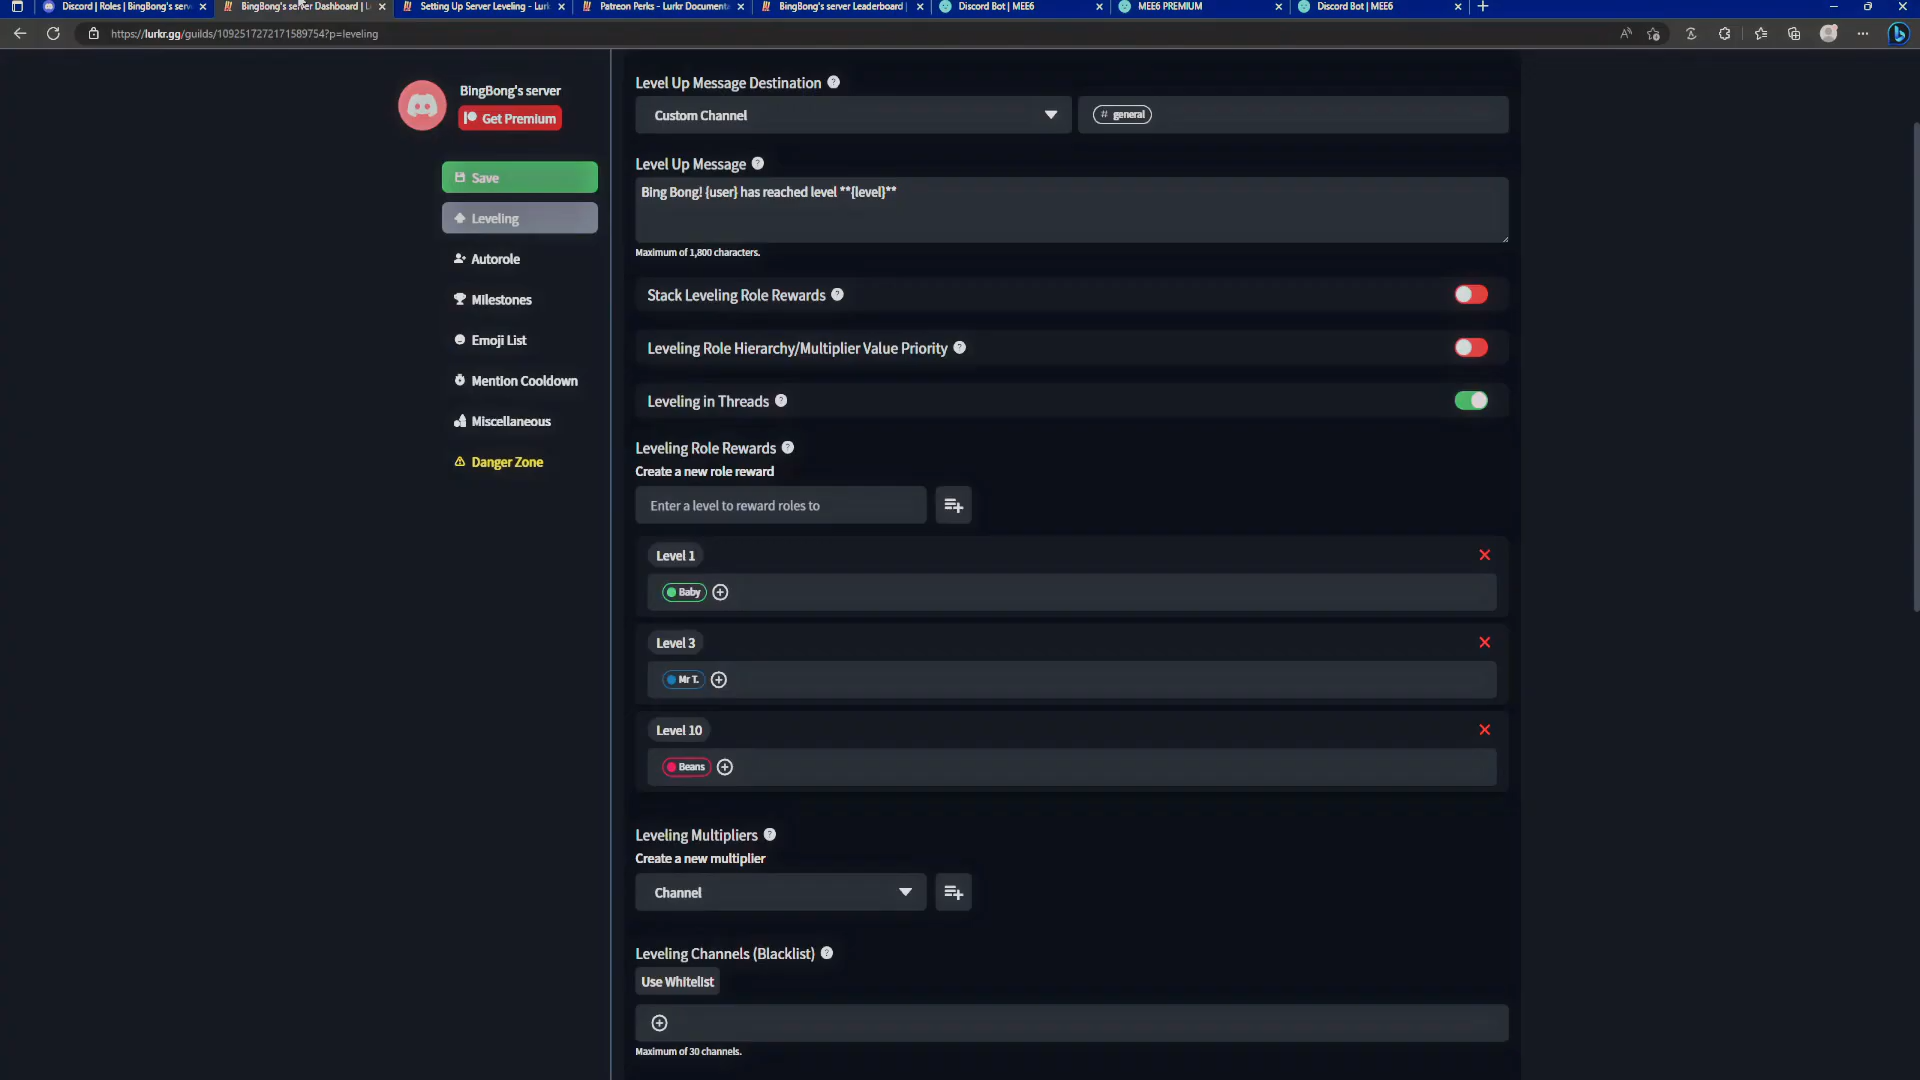 Discord | Roles | BingBong's serv
BingBong's server Dashboard | L
Setting Up Server Leveling - Lurk
Patreon Perks - Lurkr Documenta
BingBong's server Leaderboard |
Discord Bot | MEE6
MEE6 PREMIUM
Discord Bot | MEE6
https://lurkr.gg/guilds/1092517272171589754?p=leveling
BingBong's server
Get Premium
Save
Leveling
Autorole
Milestones
Emoji List
Mention Cooldown
Miscellaneous
Danger Zone
Level Up Message Destination
Custom Channel
# general
Level Up Message
Bing Bong! {user} has reached level **{level}**
Maximum of 1,800 characters.
Stack Leveling Role Rewards
Leveling Role Hierarchy/Multiplier Value Priority
Leveling in Threads
Leveling Role Rewards
Create a new role reward
Enter a level to reward roles to
Level 1
Baby
Level 3
Mr T.
Level 10
Beans
Leveling Multipliers
Create a new multiplier
Channel
Leveling Channels (Blacklist)
Use Whitelist
Maximum of 30 channels.